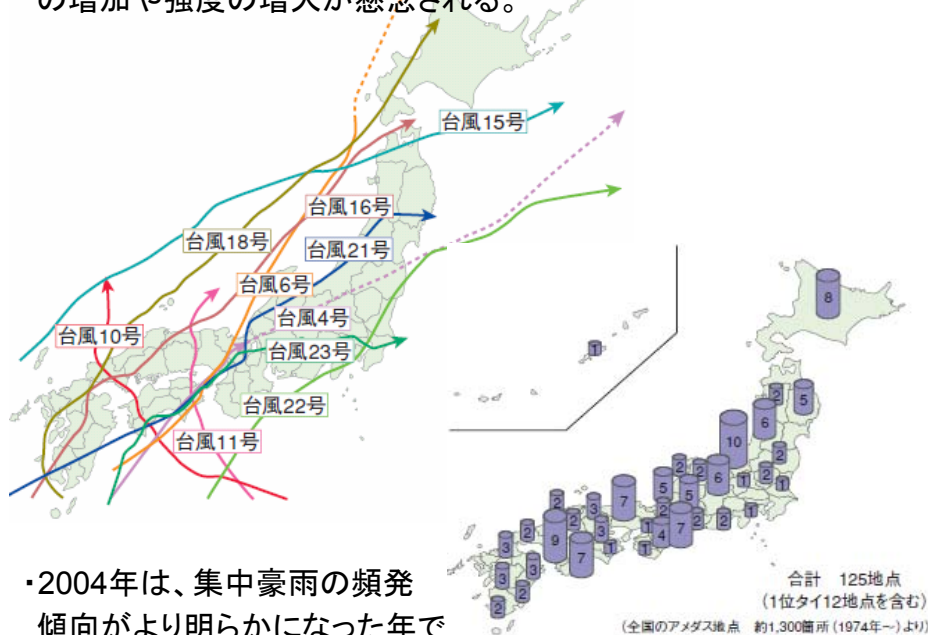 の増加や強度の増大が懸念される。
台風15号
台風16号
台風18号
台風21号
台風6号
台風10号
台風4号
台風23号
台風22号
台風11号
8
1
2
5
6
10
2
2
2
6
2
1
1
5
5
7
2
2
2
2
2
3
1
4
7
2
2
1
9
3
7
1
1
2
3
3
3
2
2
合計 125地点
(1位タイ12地点を含む)
(全国のアメダス地点 約1,300箇所(1974年~)より)
・2004年は、集中豪雨の頻発
傾向がより明らかになった年で